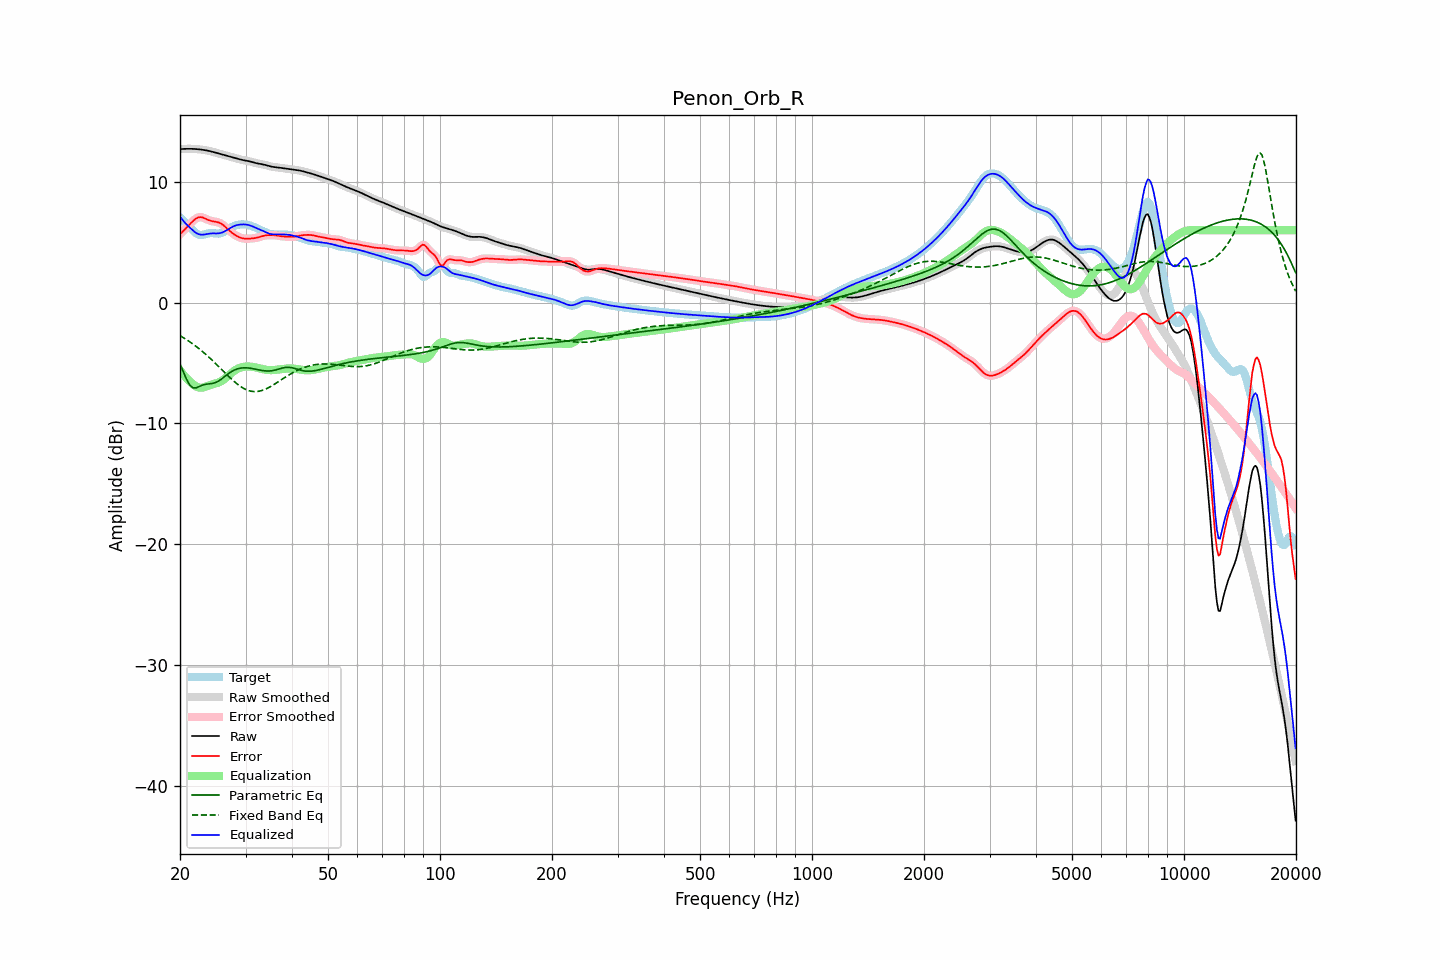 Penon_Orb_R
Amplitude (dBr)
10
0
−10
−20
−30
−40
Target
Raw Smoothed
Error Smoothed
Raw
Error
Equalization
Parametric Eq
Fixed Band Eq
Equalized
20 50 100 200 500 1000 2000 5000 10000 20000
Frequency (Hz)